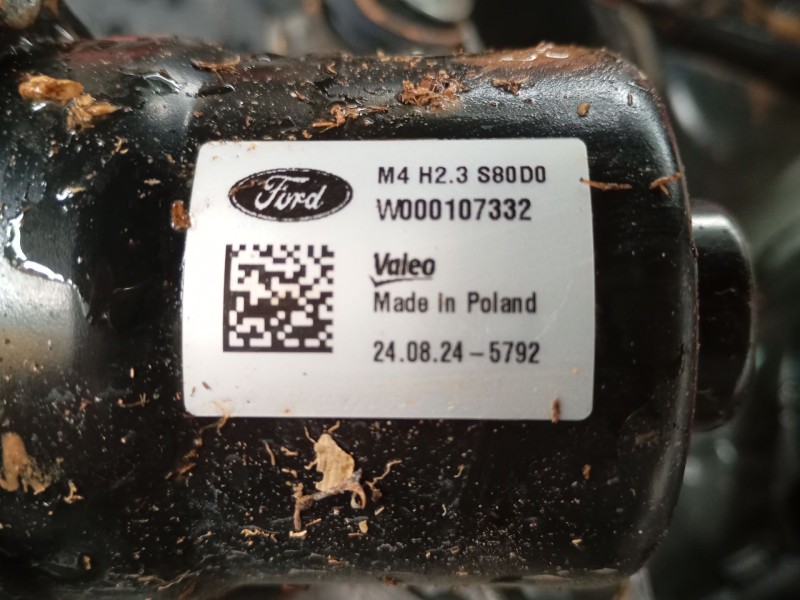 Ford
M4 H2.3 S80D0
W000107332
Valeo
Made in Poland
24.08.24-5792